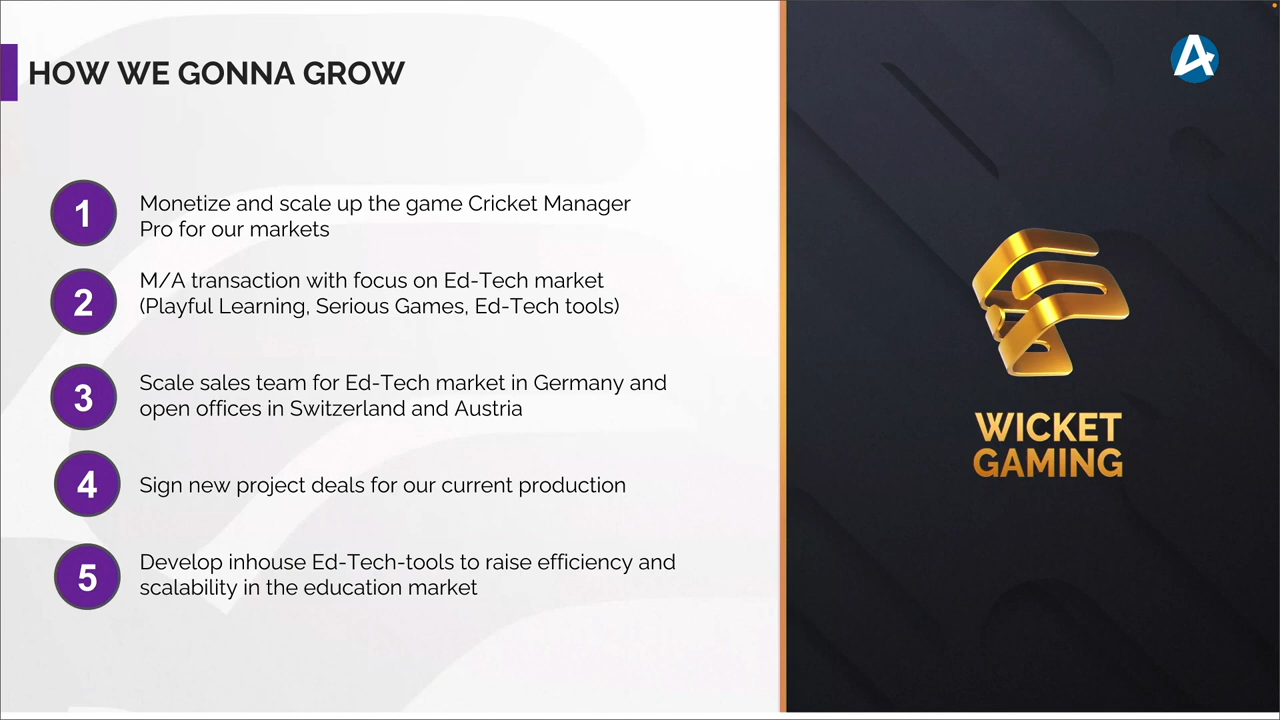 HOW WE GONNA GROW
1
Monetize and scale up the game Cricket Manager
Pro for our markets
2
M/A transaction with focus on Ed-Tech market
(Playful Learning, Serious Games, Ed-Tech tools)
3
Scale sales team for Ed-Tech market in Germany and
open offices in Switzerland and Austria
4
Sign new project deals for our current production
5
Develop inhouse Ed-Tech-tools to raise efficiency and
scalability in the education market
WICKET
GAMING